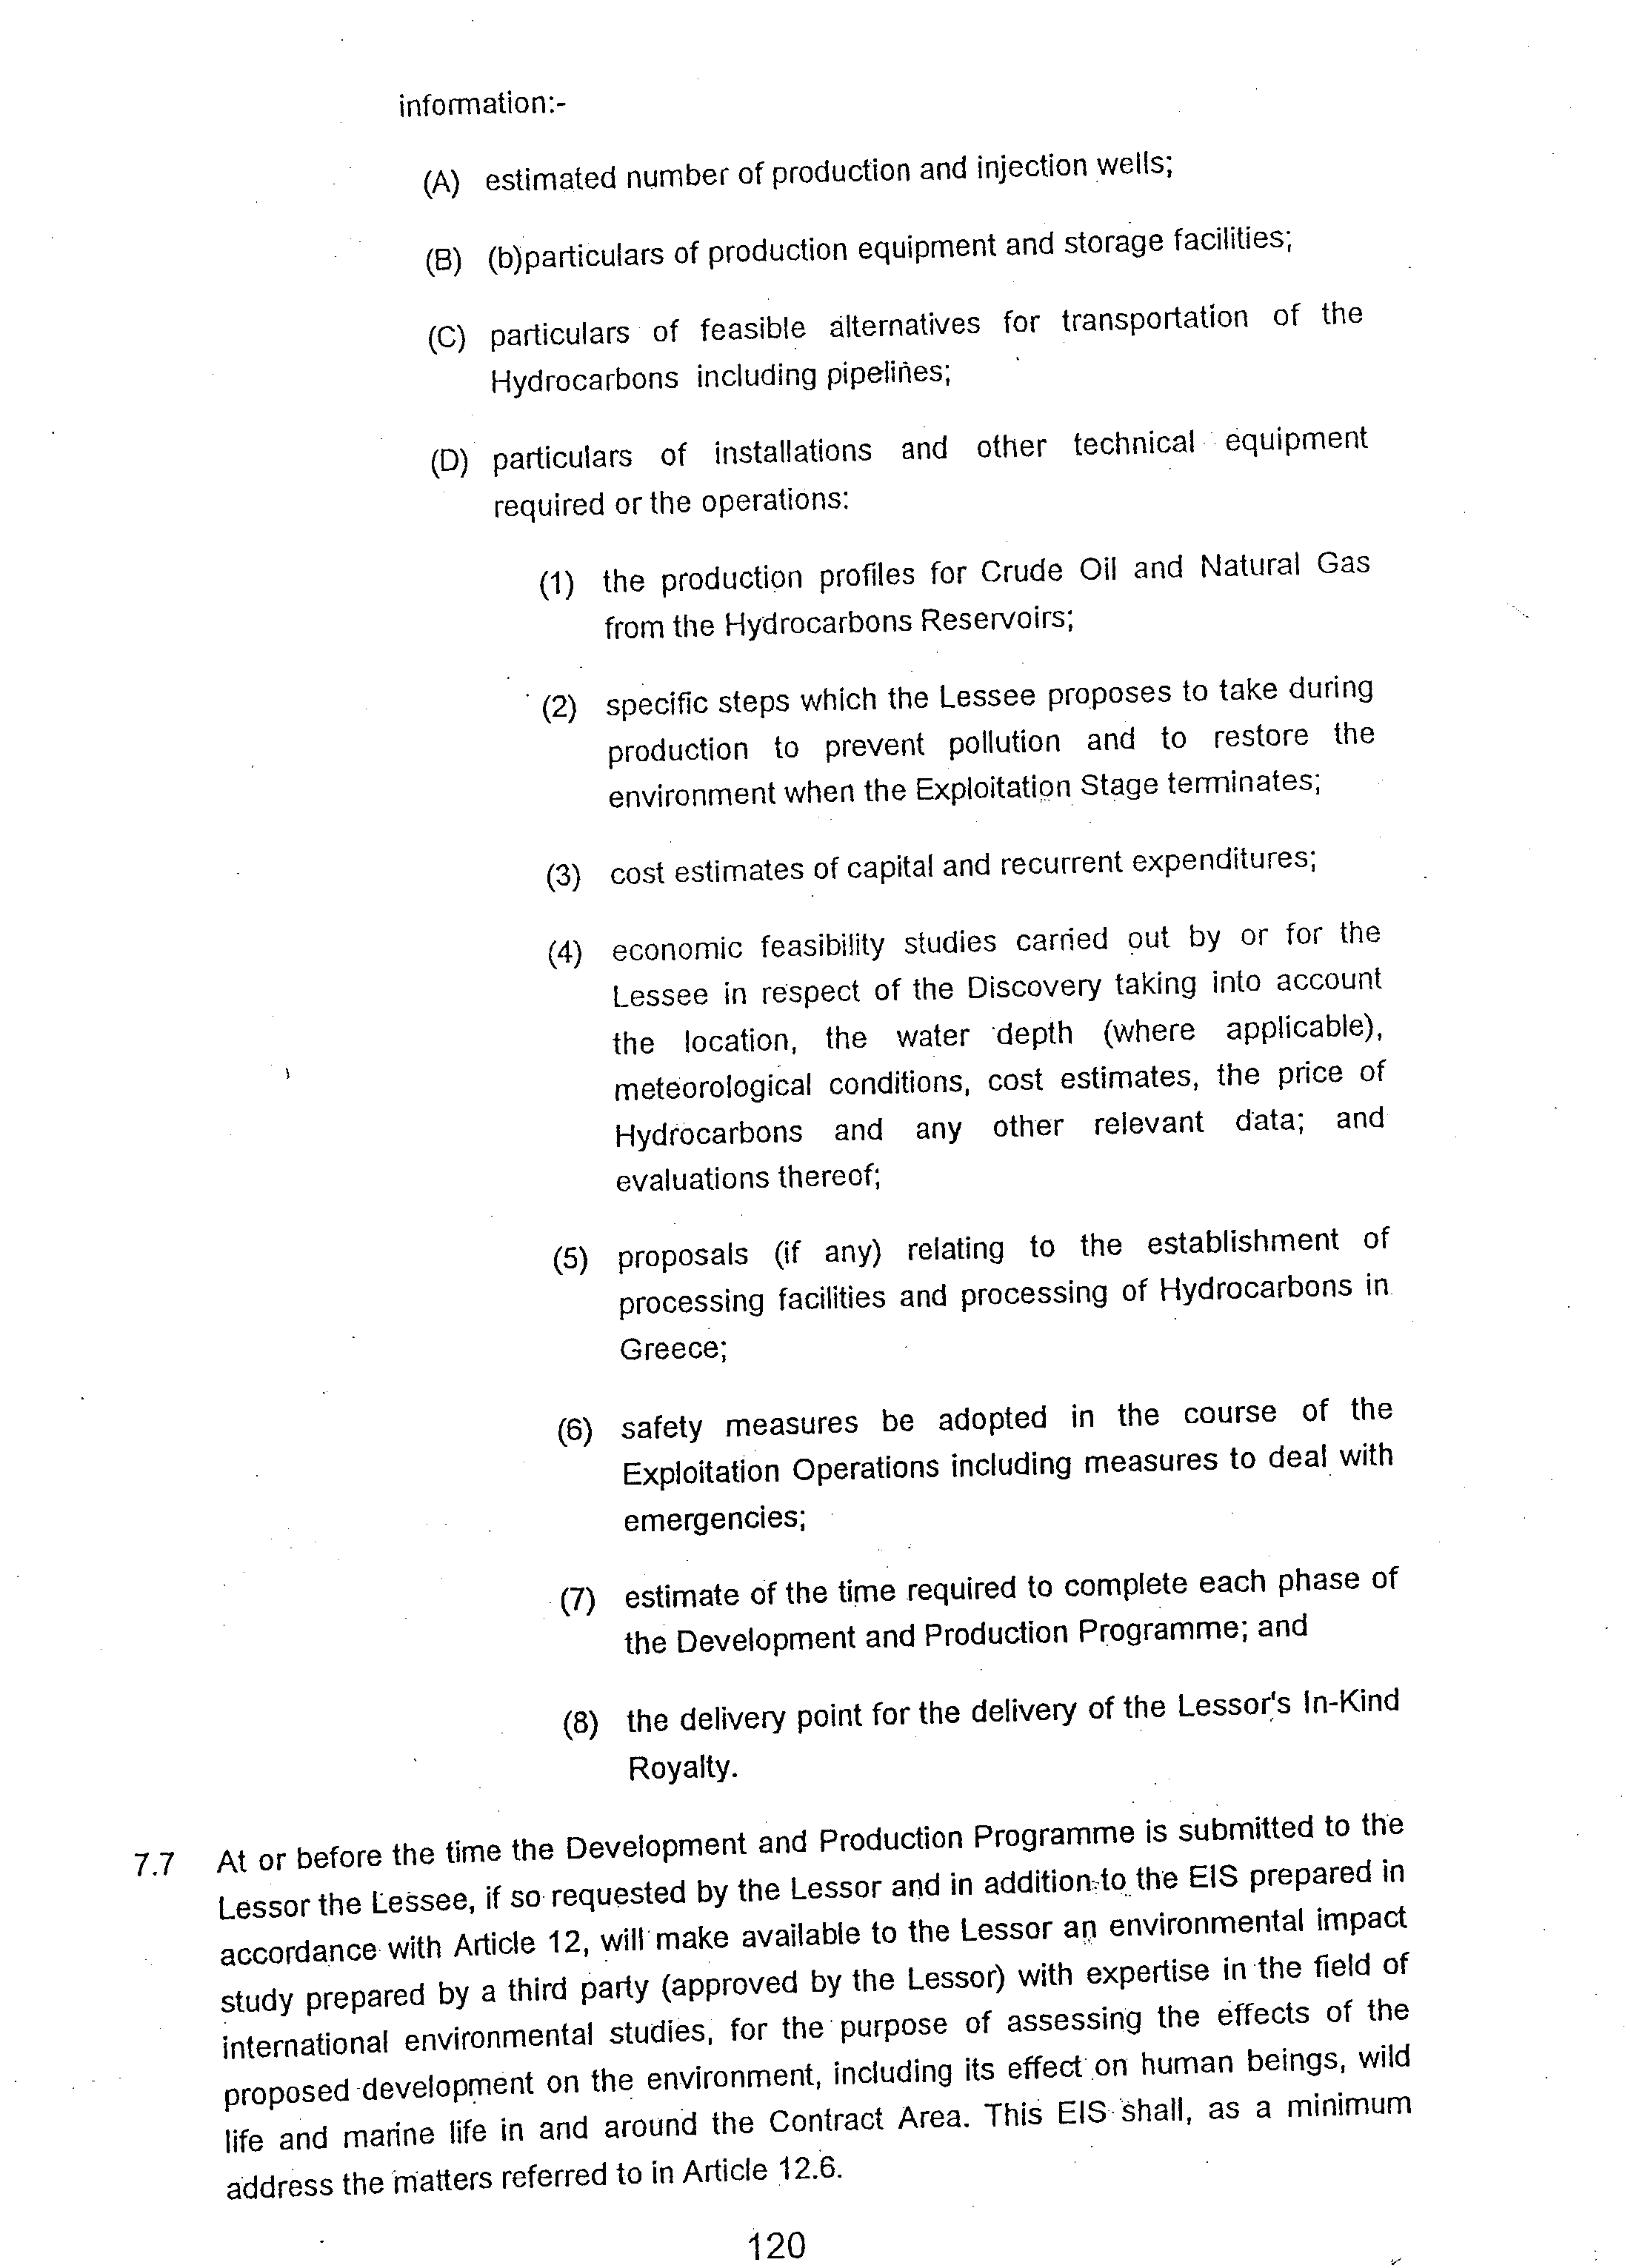 information:-
(A) estimated number of production and injection wells;
(B) (b)particulars of production equipment and storage facilities;
(C) particulars of feasible alternatives for transportation of the
Hydrocarbons including pipelines;
(D) particulars of installations and other technical equipment
required or the operations:
(1) the production profiles for Crude Oil and Natural Gas
from the Hydrocarbons Reservoirs;
(2) specific steps which the Lessee proposes to take during
production to prevent pollution and to restore the
environment when the Exploitation Stage terminates;
(3) cost estimates of capital and recurrent expenditures;
(4) economic feasibility studies carried out by or for the
Lessee in respect of the Discovery taking into account
the location, the water depth (where applicable),
meteorological conditions, cost estimates, the price of
Hydrocarbons and any other relevant data; and
evaluations thereof;
(5) proposals (if any) relating to the establishment of
processing facilities and processing of Hydrocarbons in
Greece;
(6) safety measures be adopted in the course of the
Exploitation Operations including measures to deal with
emergencies;
(7) estimate of the time required to complete each phase of
the Development and Production Programme; and
(8) the delivery point for the delivery of the Lessor's In-Kind
Royalty.
7.7 At or before the time the Development and Production Programme is submitted to the
Lessor the Lessee, if so requested by the Lessor and in addition to the EIS prepared in
accordance with Article 12, will make available to the Lessor an environmental impact
study prepared by a third party (approved by the Lessor) with expertise in the field of
international environmental studies, for the purpose of assessing the effects of the
proposed development on the environment, including its effect on human beings, wild
life and marine life in and around the Contract Area. This EIS shall, as a minimum
address the matters referred to in Article 12.6.
120